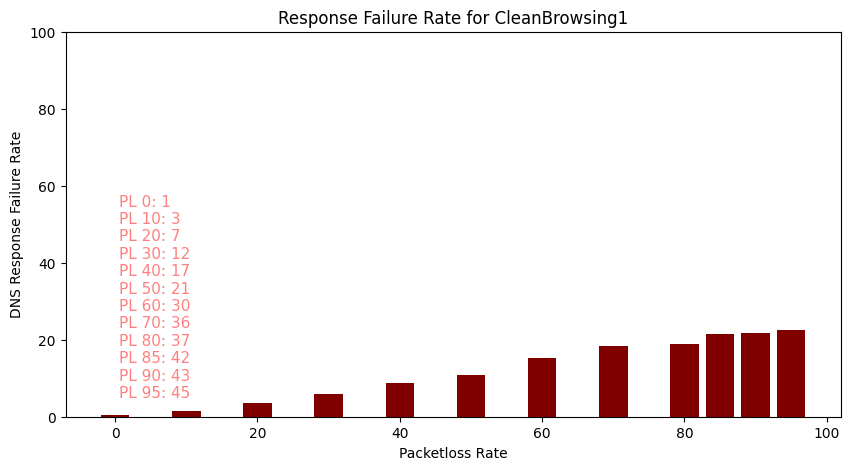 Response Failure Rate for CleanBrowsing1
100
80
60
40
20
0
DNS Response Failure Rate
PL 0: 1
PL 10: 3
PL 20: 7
PL 30: 12
PL 40: 17
PL 50: 21
PL 60: 30
PL 70: 36
PL 80: 37
PL 85: 42
PL 90: 43
PL 95: 45
0 20 40 60 80 100
Packetloss Rate